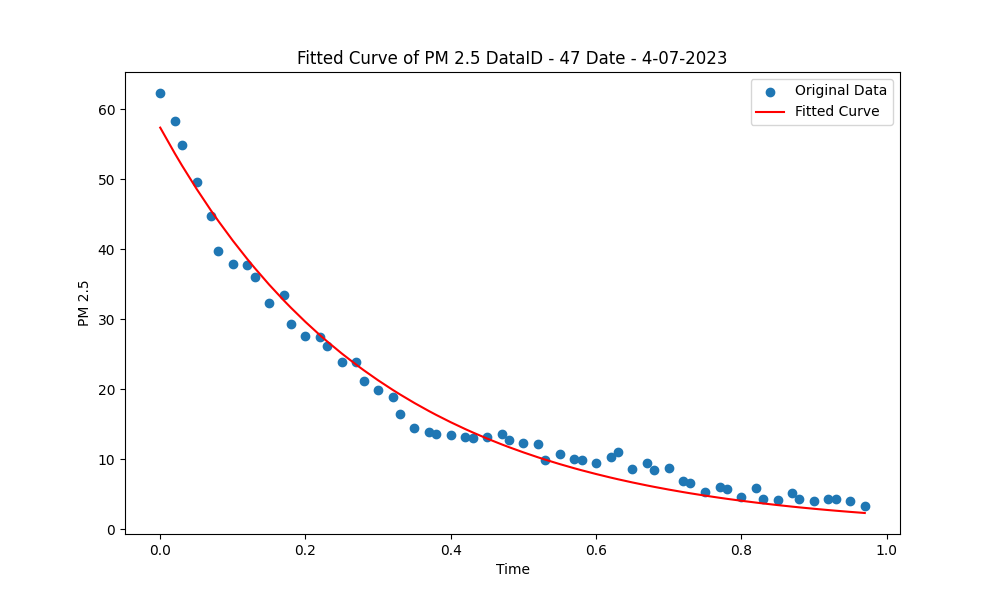 Fitted Curve of PM 2.5 DataID - 47 Date - 4-07-2023
Original Data
Fitted Curve
PM 2.5
60
50
40
30
20
10
0
0.0 0.2 0.4 0.6 0.8 1.0
Time